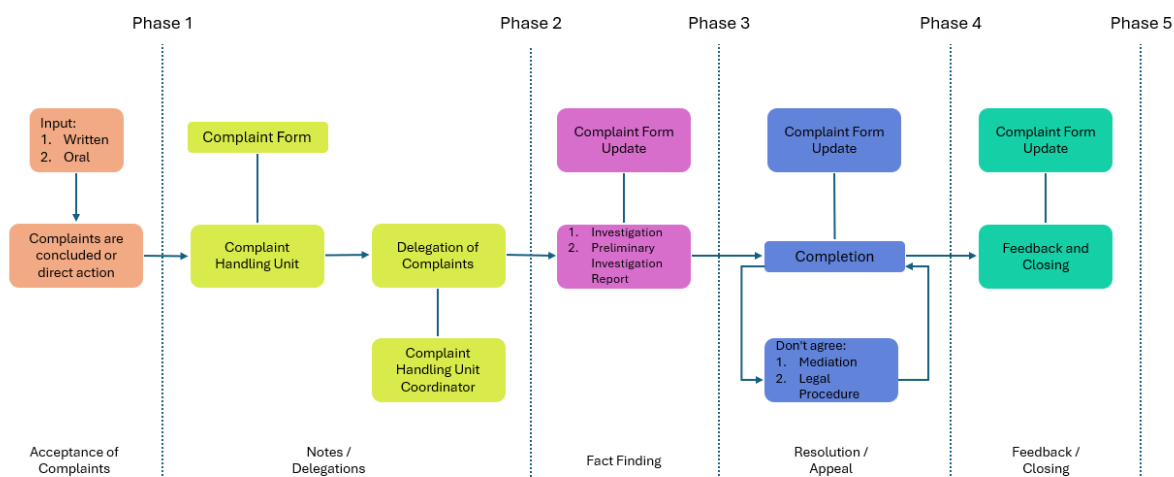 Phase 1
Phase 2
Phase 3
Phase 4
Phase 5
Input:
1. Written
2. Oral
Complaints are
concluded or
direct action
Complaint Form
Complaint
Handling Unit
Delegation of
Complaints
Complaint
Handling Unit
Coordinator
Complaint Form
Update
1. Investigation
2. Preliminary
Investigation
Report
Complaint Form
Update
Completion
Don't agree:
1. Mediation
2. Legal
Procedure
Complaint Form
Update
Feedback and
Closing
Acceptance of
Complaints
Notes /
Delegations
Fact Finding
Resolution /
Appeal
Feedback /
Closing